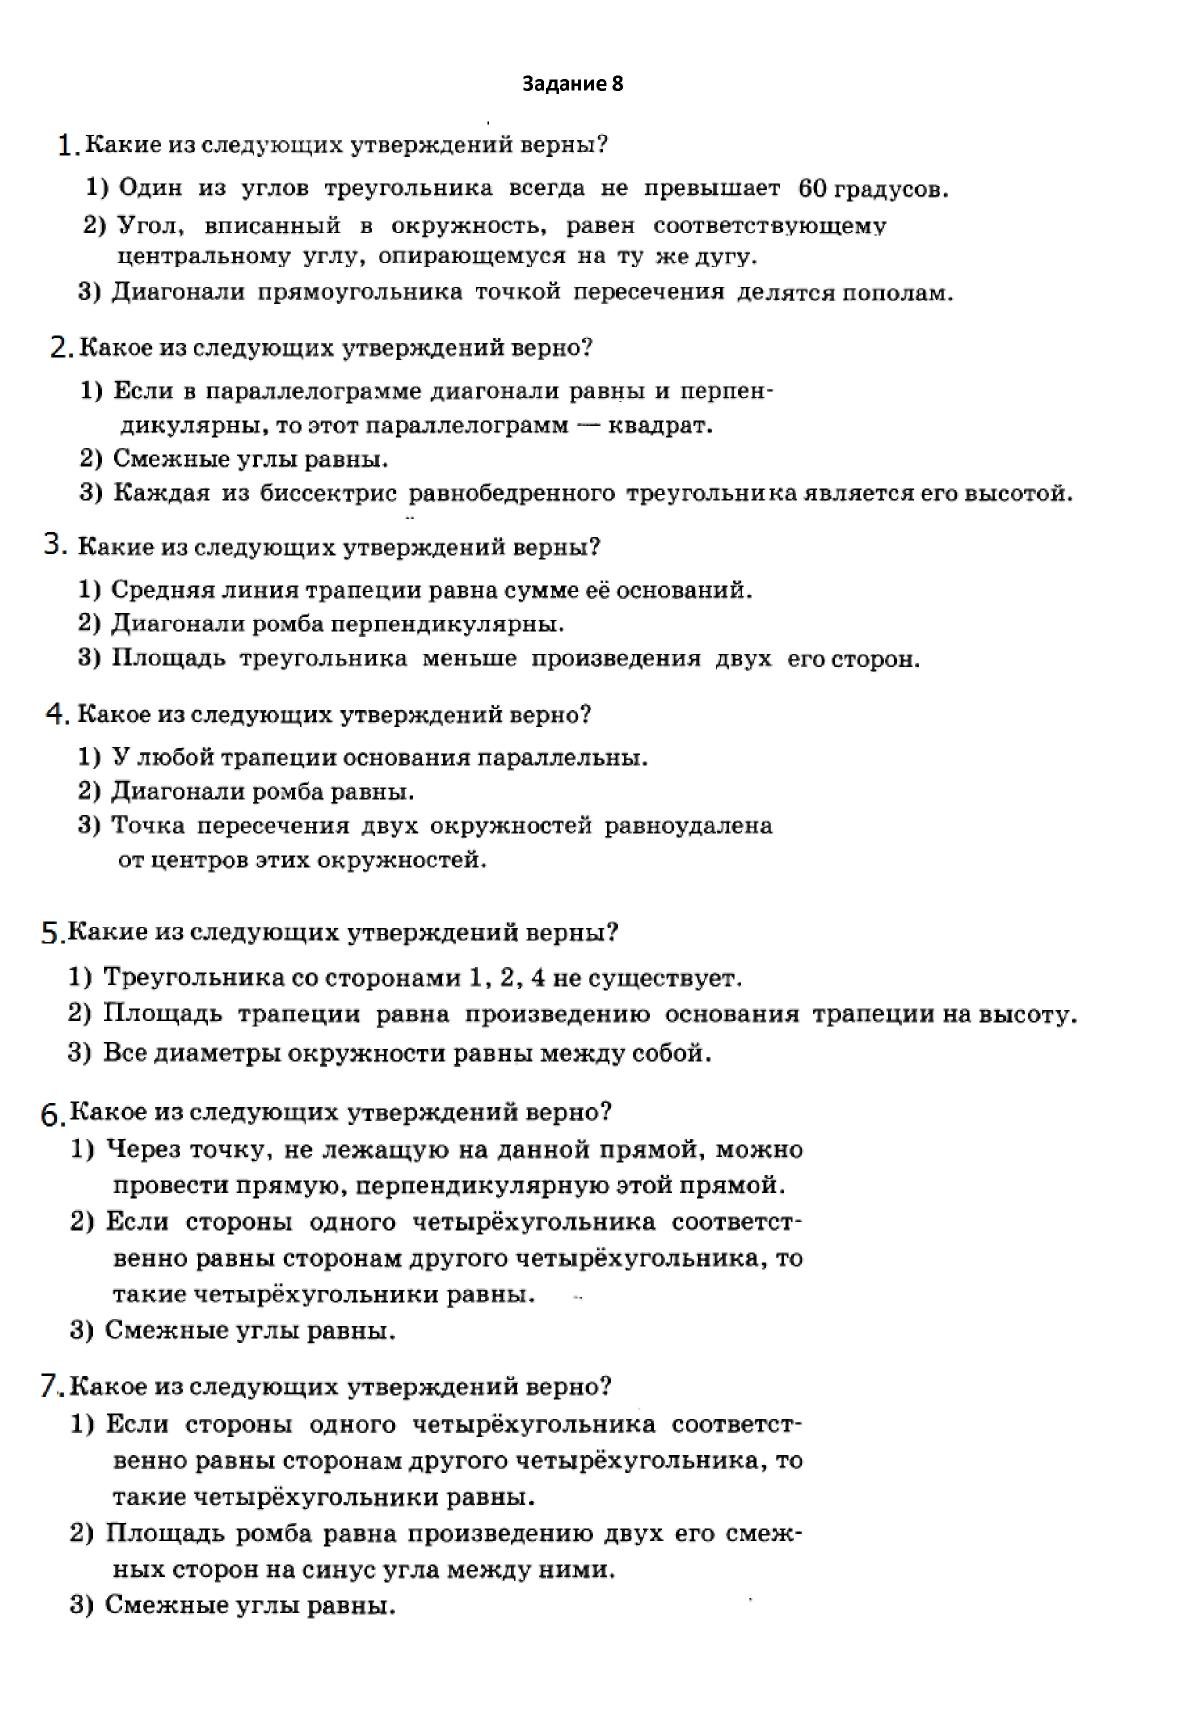 Задание 8
1. Какие из следующих утверждений верны?
1) Один из углов треугольника всегда не превышает 60 градусов.
2) Угол, вписанный в окружность, равен соответствующему
центральному углу, опирающемуся на ту же дугу.
3) Диагонали прямоугольника точкой пересечения делятся пополам.
2. Какое из следующих утверждений верно?
1) Если в параллелограмме диагонали равны и перпен-
дикулярны, то этот параллелограмм — квадрат.
2) Смежные углы равны.
3) Каждая из биссектрис равнобедренного треугольника является его высотой.
3. Какие из следующих утверждений верны?
1) Средняя линия трапеции равна сумме её оснований.
2) Диагонали ромба перпендикулярны.
3) Площадь треугольника меньше произведения двух его сторон.
4. Какое из следующих утверждений верно?
1) У любой трапеции основания параллельны.
2) Диагонали ромба равны.
3) Точка пересечения двух окружностей равноудалена
от центров этих окружностей.
5. Какие из следующих утверждений верны?
1) Треугольника со сторонами 1, 2, 4 не существует.
2) Площадь трапеции равна произведению основания трапеции на высоту.
3) Все диаметры окружности равны между собой.
6. Какое из следующих утверждений верно?
1) Через точку, не лежащую на данной прямой, можно
провести прямую, перпендикулярную этой прямой.
2) Если стороны одного четырёхугольника соответст-
венно равны сторонам другого четырёхугольника, то
такие четырёхугольники равны.
3) Смежные углы равны.
7. Какое из следующих утверждений верно?
1) Если стороны одного четырёхугольника соответст-
венно равны сторонам другого четырёхугольника, то
такие четырёхугольники равны.
2) Площадь ромба равна произведению двух его смеж-
ных сторон на синус угла между ними.
3) Смежные углы равны.